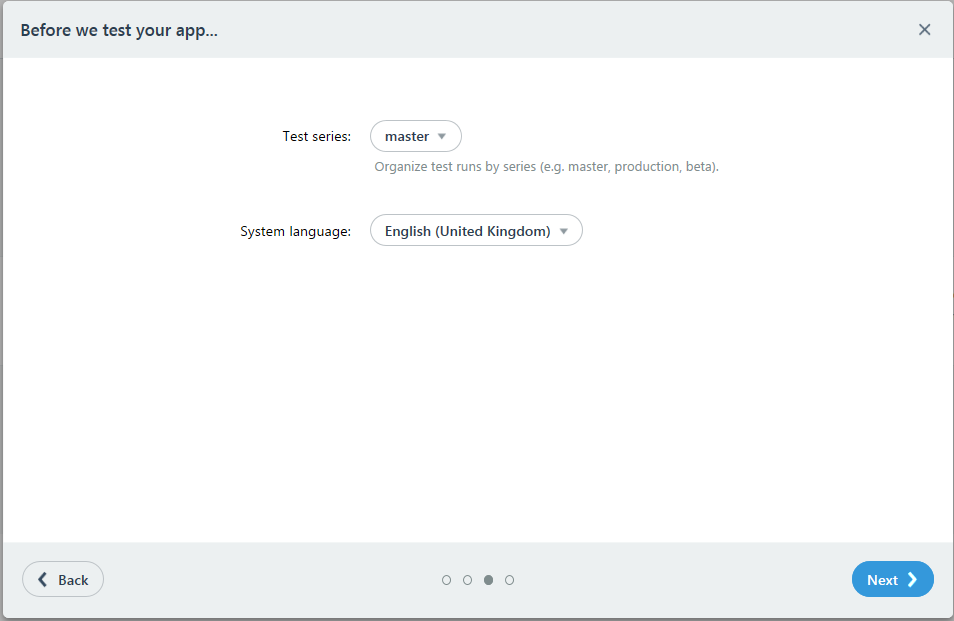 Before we test your app...
Test series: master
Organize test runs by series (e.g. master, production, beta).
System language: English (United Kingdom)
Back Next